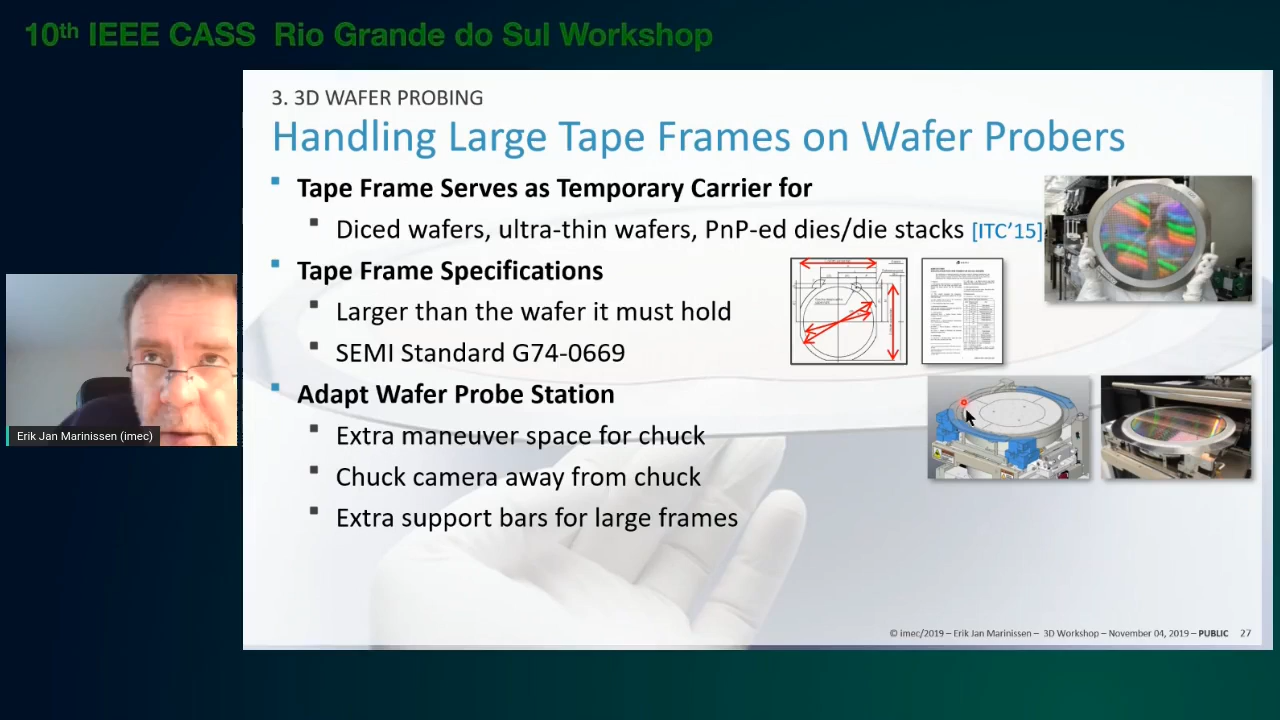 10th IEEE CASS Rio Grande do Sul Workshop
3. 3D WAFER PROBING
Handling Large Tape Frames on Wafer Probers
Tape Frame Serves as Temporary Carrier for
Diced wafers, ultra-thin wafers, PnP-ed dies/die stacks [ITC'15]
Tape Frame Specifications
Larger than the wafer it must hold
SEMI Standard G74-0669
Adapt Wafer Probe Station
Extra maneuver space for chuck
Chuck camera away from chuck
Extra support bars for large frames
Erik Jan Marinissen (imec)
© imec/2019 – Erik Jan Marinissen – 3D Workshop – November 04, 2019 – PUBLIC 27